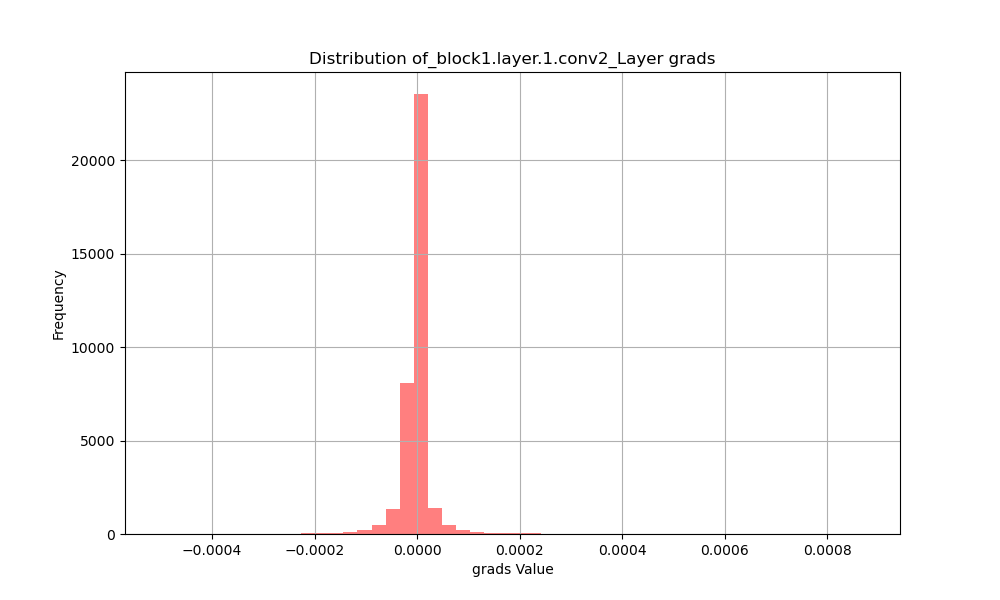 Distribution of_block1.layer.1.conv2_Layer grads
Frequency
20000
15000
10000
5000
0
−0.0004 −0.0002 0.0000 0.0002 0.0004 0.0006 0.0008
grads Value